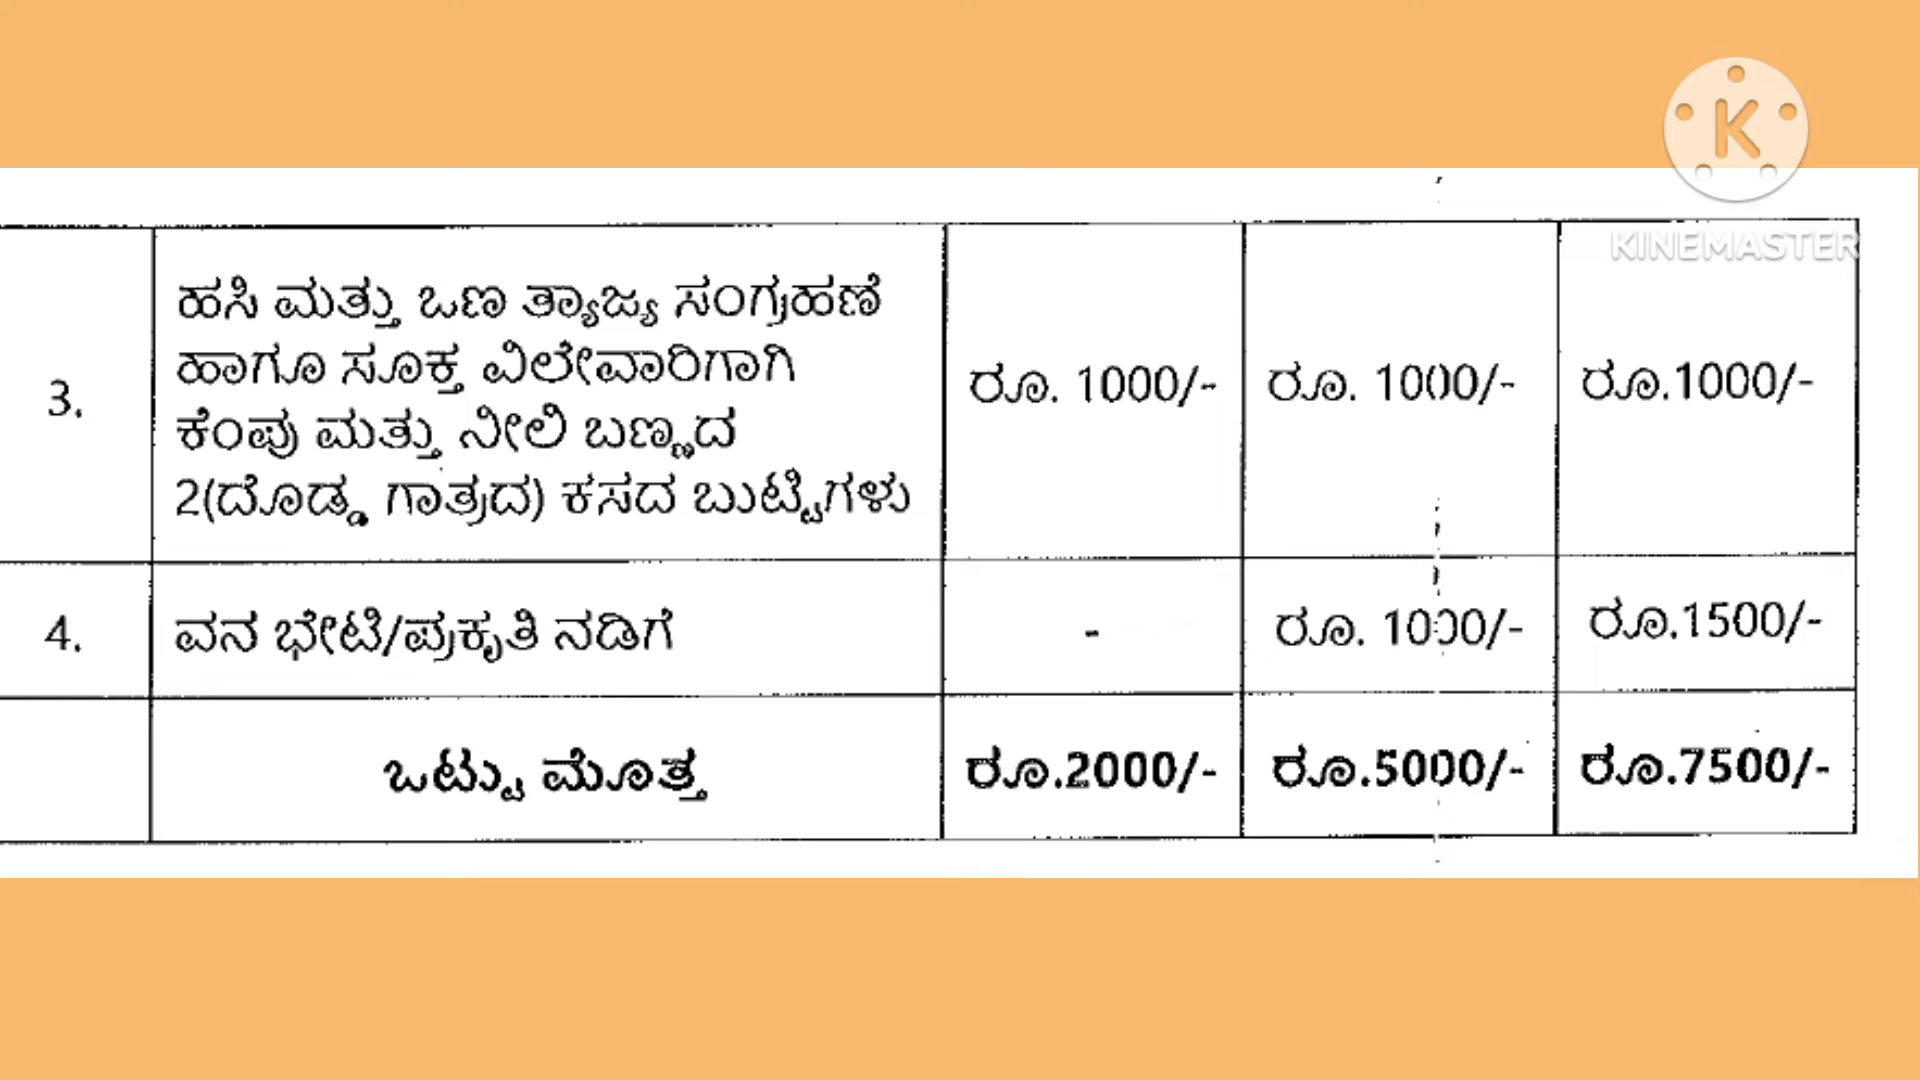 K
KINEMASTER
3.
ಹಸಿ ಮತ್ತು ಒಣ ತ್ಯಾಜ್ಯ ಸಂಗ್ರಹಣೆ
ಹಾಗೂ ಸೂಕ್ತ ವಿಲೇವಾರಿಗಾಗಿ
ಕೆಂಪು ಮತ್ತು ನೀಲಿ ಬಣ್ಣದ
2(ದೊಡ್ಡ ಗಾತ್ರದ) ಕಸದ ಬುಟ್ಟಿಗಳು
ರೂ. 1000/-
ರೂ. 1000/-
ರೂ.1000/-
4.
ವನ ಭೇಟಿ/ಪ್ರಕೃತಿ ನಡಿಗೆ
-
ರೂ. 1000/-
ರೂ.1500/-
ಒಟ್ಟು ಮೊತ್ತ
ರೂ.2000/-
ರೂ.5000/-
ರೂ.7500/-